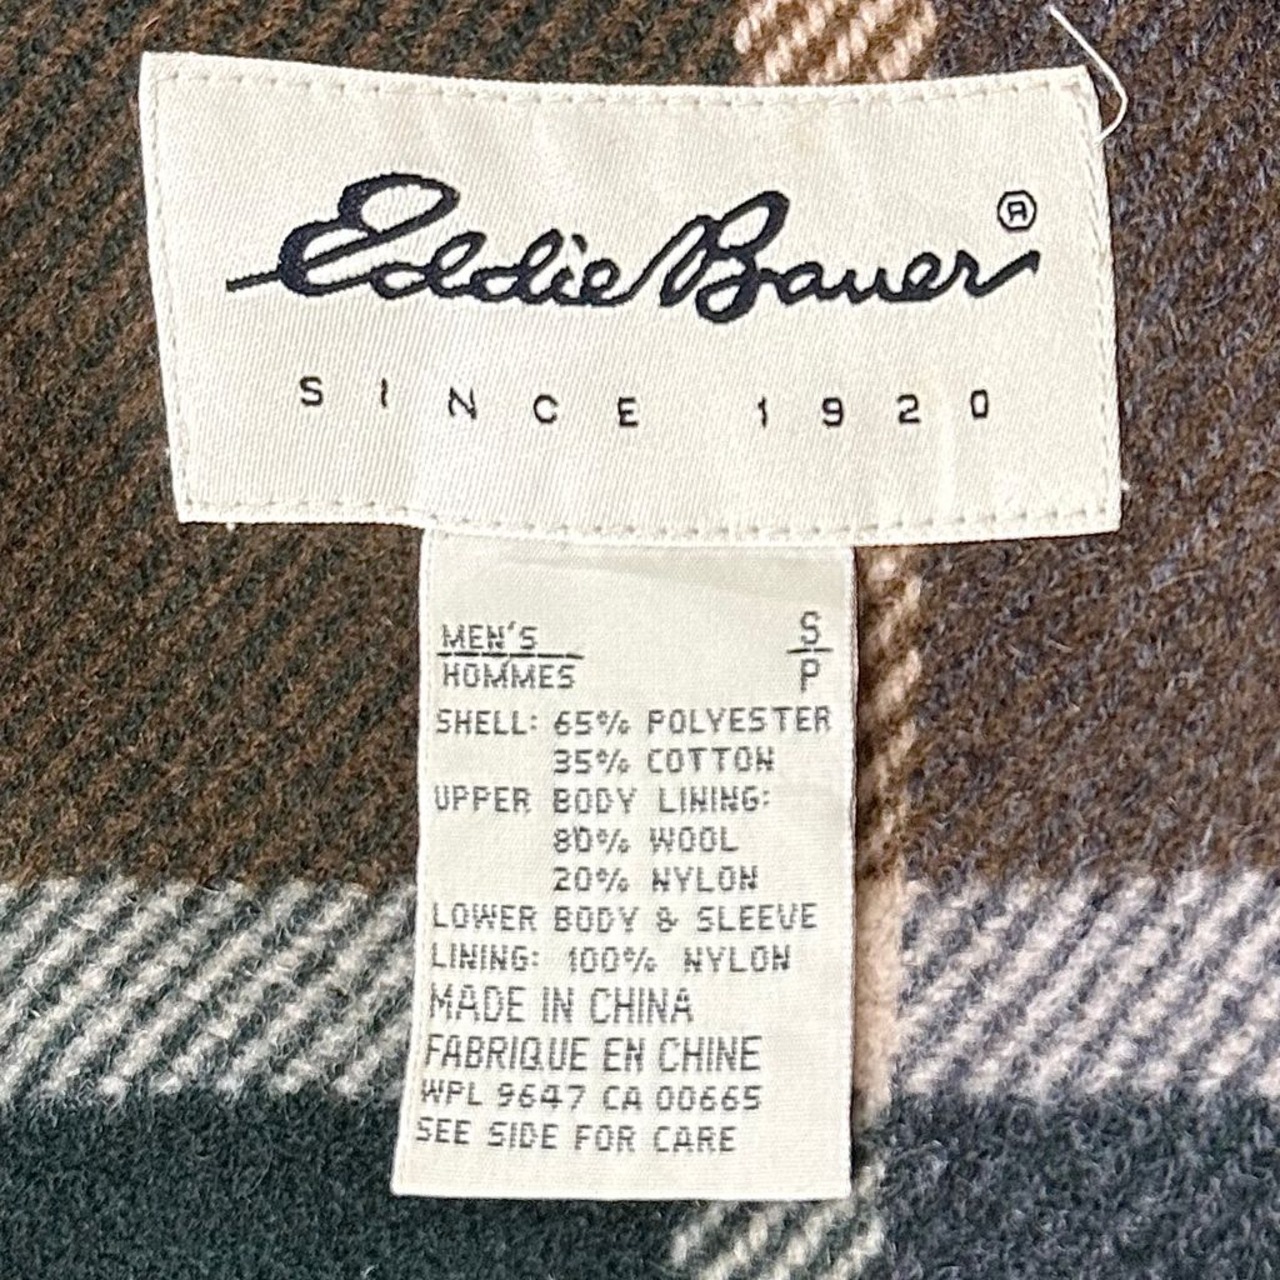 Eddie Bauer®
SINCE 1920
MEN'S S
HOMMES P
SHELL: 65% POLYESTER
35% COTTON
UPPER BODY LINING:
80% WOOL
20% NYLON
LOWER BODY & SLEEVE
LINING: 100% NYLON
MADE IN CHINA
FABRIQUE EN CHINE
WPL 9647 CA 00665
SEE SIDE FOR CARE